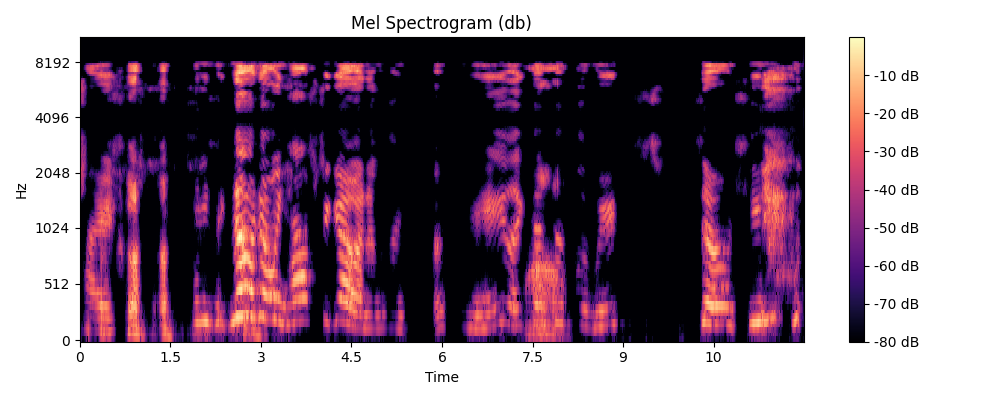 Mel Spectrogram (db)
8192
4096
2048
1024
512
0
Hz
0 1.5 3 4.5 6 7.5 9 10
Time
-10 dB
-20 dB
-30 dB
-40 dB
-50 dB
-60 dB
-70 dB
-80 dB